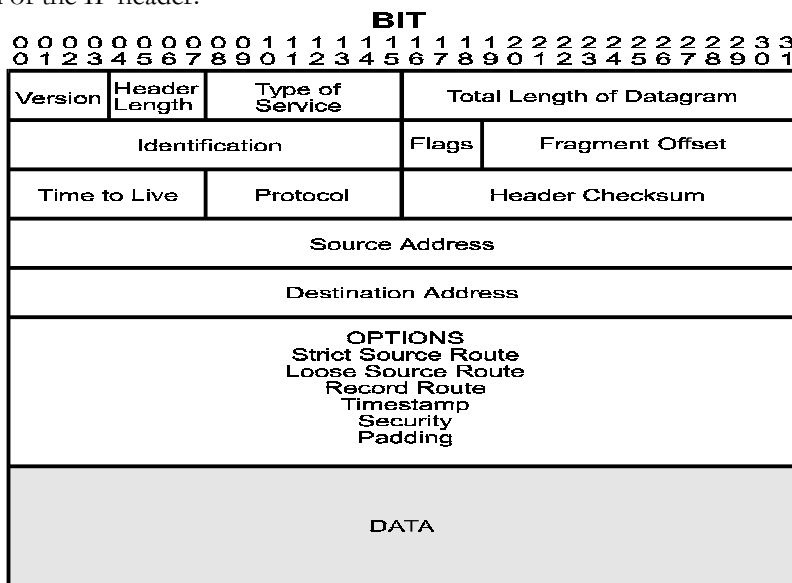 of the IP header.
BIT
0 0 0 0 0 0 0 0 0 0 1 1 1 1 1 1 1 1 1 1 2 2 2 2 2 2 2 2 2 2 3 3
0 1 2 3 4 5 6 7 8 9 0 1 2 3 4 5 6 7 8 9 0 1 2 3 4 5 6 7 8 9 0 1
Version Header Length Type of Service Total Length of Datagram
Identification Flags Fragment Offset
Time to Live Protocol Header Checksum
Source Address
Destination Address
OPTIONS
Strict Source Route
Loose Source Route
Record Route
Timestamp
Security
Padding
DATA